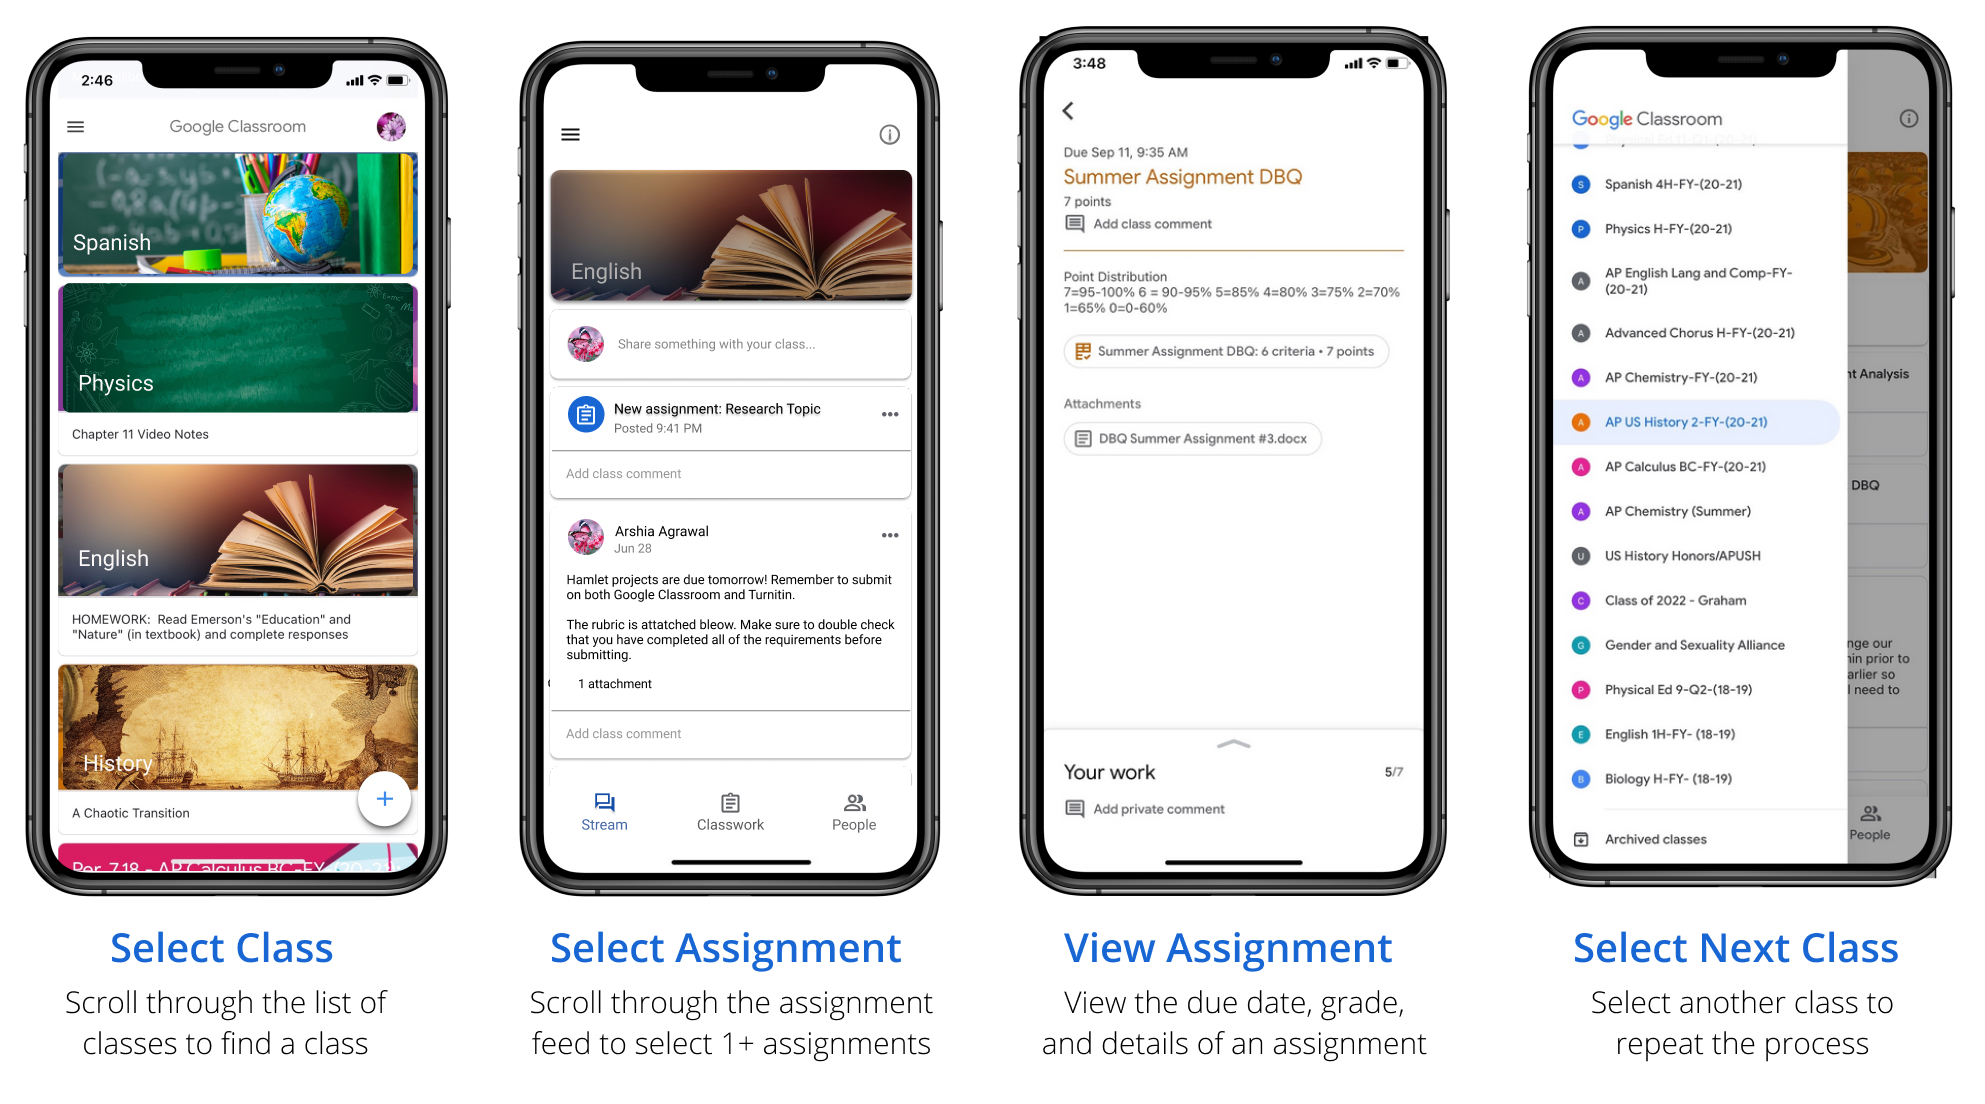 2:46
Google Classroom
Spanish
Physics
Chapter 11 Video Notes
English
HOMEWORK: Read Emerson's "Education" and
"Nature" (in textbook) and complete responses
History
A Chaotic Transition
+
Per. 7,18 - AP Calculus BC-FY-(20-21)
English
Share something with your class...
New assignment: Research Topic
Posted 9:41 PM
Add class comment
Arshia Agrawal
Jun 28
Hamlet projects are due tomorrow! Remember to submit
on both Google Classroom and Turnitin.
The rubric is attatched bleow. Make sure to double check
that you have completed all of the requirements before
submitting.
1 attachment
Add class comment
Stream
Classwork
People
3:48
Due Sep 11, 9:35 AM
Summer Assignment DBQ
7 points
Add class comment
Point Distribution
7=95-100% 6 = 90-95% 5=85% 4=80% 3=75% 2=70%
1=65% 0=0-60%
Summer Assignment DBQ: 6 criteria • 7 points
Attachments
DBQ Summer Assignment #3.docx
Your work
5/7
Add private comment
Google Classroom
S Spanish 4H-FY-(20-21)
P Physics H-FY-(20-21)
A AP English Lang and Comp-FY-
(20-21)
A Advanced Chorus H-FY-(20-21)
A AP Chemistry-FY-(20-21)
A AP US History 2-FY-(20-21)
A AP Calculus BC-FY-(20-21)
A AP Chemistry (Summer)
U US History Honors/APUSH
C Class of 2022 - Graham
G Gender and Sexuality Alliance
P Physical Ed 9-Q2-(18-19)
E English 1H-FY- (18-19)
B Biology H-FY- (18-19)
Archived classes
nt Analysis
DBQ
nge our
in prior to
arlier so
I need to
People
Select Class
Scroll through the list of
classes to find a class
Select Assignment
Scroll through the assignment
feed to select 1+ assignments
View Assignment
View the due date, grade,
and details of an assignment
Select Next Class
Select another class to
repeat the process